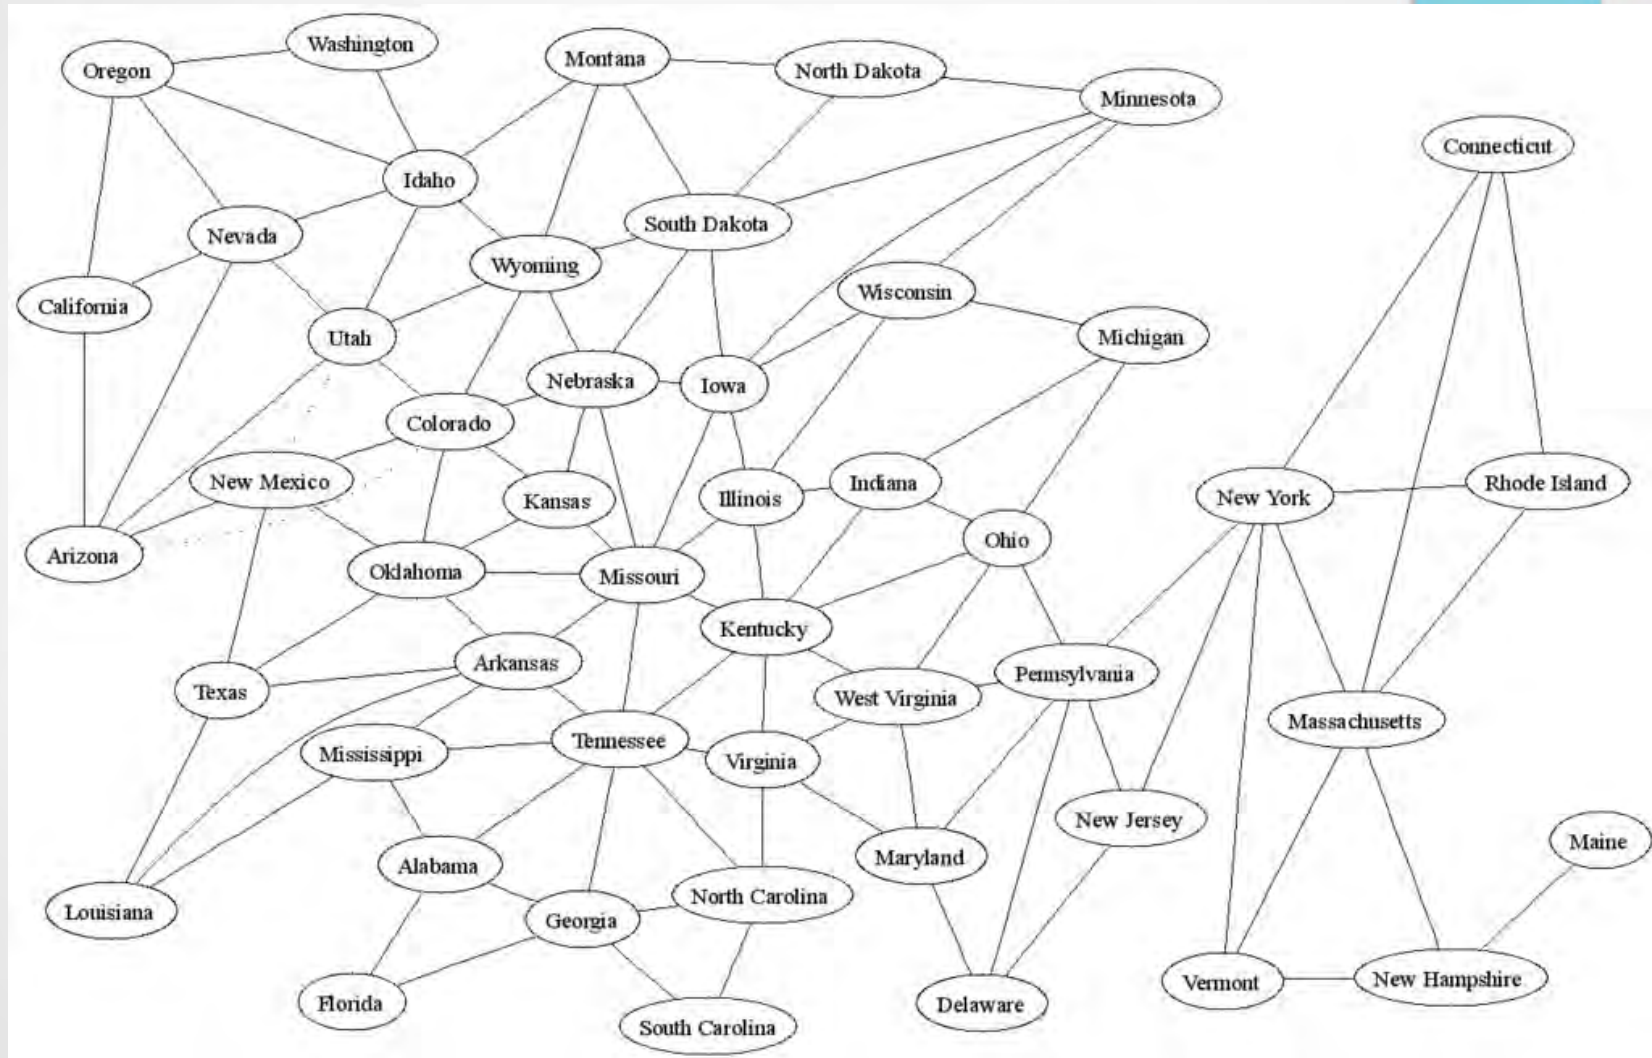 Washington
Oregon
Montana
North Dakota
Minnesota
Connecticut
Idaho
South Dakota
Nevada
Wyoming
Wisconsin
California
Utah
Michigan
Nebraska
Iowa
Colorado
New Mexico
Kansas
Illinois
Indiana
New York
Rhode Island
Arizona
Oklahoma
Missouri
Ohio
Kentucky
Arkansas
Texas
West Virginia
Pennsylvania
Massachusetts
Mississippi
Tennessee
Virginia
New Jersey
Maine
Alabama
Maryland
Louisiana
Georgia
North Carolina
Florida
South Carolina
Delaware
Vermont
New Hampshire